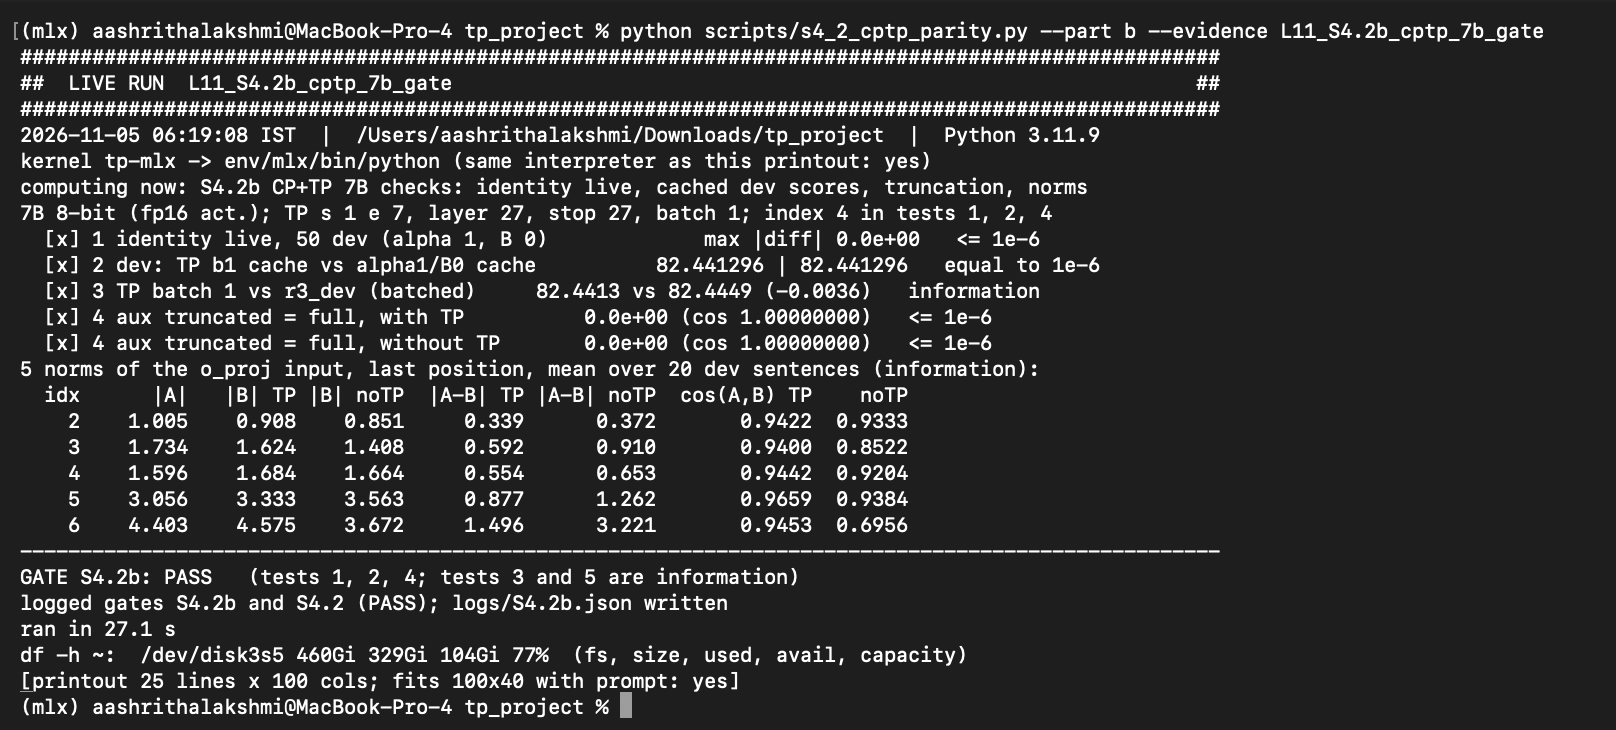 [(mlx) aashrithalakshmi@MacBook-Pro-4 tp_project % python scripts/s4_2_cptp_parity.py --part b --evidence L11_S4.2b_cptp_7b_gate
####################################################################################################
##  LIVE RUN  L11_S4.2b_cptp_7b_gate                                                              ##
####################################################################################################
2026-11-05 06:19:08 IST  |  /Users/aashrithalakshmi/Downloads/tp_project  |  Python 3.11.9
kernel tp-mlx -> env/mlx/bin/python (same interpreter as this printout: yes)
computing now: S4.2b CP+TP 7B checks: identity live, cached dev scores, truncation, norms
7B 8-bit (fp16 act.); TP s 1 e 7, layer 27, stop 27, batch 1; index 4 in tests 1, 2, 4
  [x] 1 identity live, 50 dev (alpha 1, B 0)             max |diff| 0.0e+00   <= 1e-6
  [x] 2 dev: TP b1 cache vs alpha1/B0 cache          82.441296 | 82.441296   equal to 1e-6
  [x] 3 TP batch 1 vs r3_dev (batched)     82.4413 vs 82.4449 (-0.0036)   information
  [x] 4 aux truncated = full, with TP          0.0e+00 (cos 1.00000000)   <= 1e-6
  [x] 4 aux truncated = full, without TP       0.0e+00 (cos 1.00000000)   <= 1e-6
5 norms of the o_proj input, last position, mean over 20 dev sentences (information):
  idx      |A|   |B| TP |B| noTP  |A-B| TP |A-B| noTP  cos(A,B) TP    noTP
    2    1.005    0.908    0.851     0.339      0.372       0.9422  0.9333
    3    1.734    1.624    1.408     0.592      0.910       0.9400  0.8522
    4    1.596    1.684    1.664     0.554      0.653       0.9442  0.9204
    5    3.056    3.333    3.563     0.877      1.262       0.9659  0.9384
    6    4.403    4.575    3.672     1.496      3.221       0.9453  0.6956
----------------------------------------------------------------------------------------------------
GATE S4.2b: PASS   (tests 1, 2, 4; tests 3 and 5 are information)
logged gates S4.2b and S4.2 (PASS); logs/S4.2b.json written
ran in 27.1 s
df -h ~:  /dev/disk3s5 460Gi 329Gi 104Gi 77%  (fs, size, used, avail, capacity)
[printout 25 lines x 100 cols; fits 100x40 with prompt: yes]
(mlx) aashrithalakshmi@MacBook-Pro-4 tp_project %